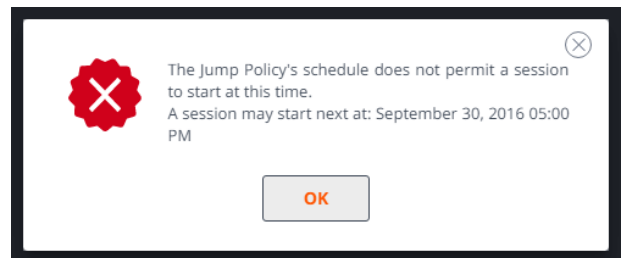 The Jump Policy's schedule does not permit a session
to start at this time.
A session may start next at: September 30, 2016 05:00
PM
OK